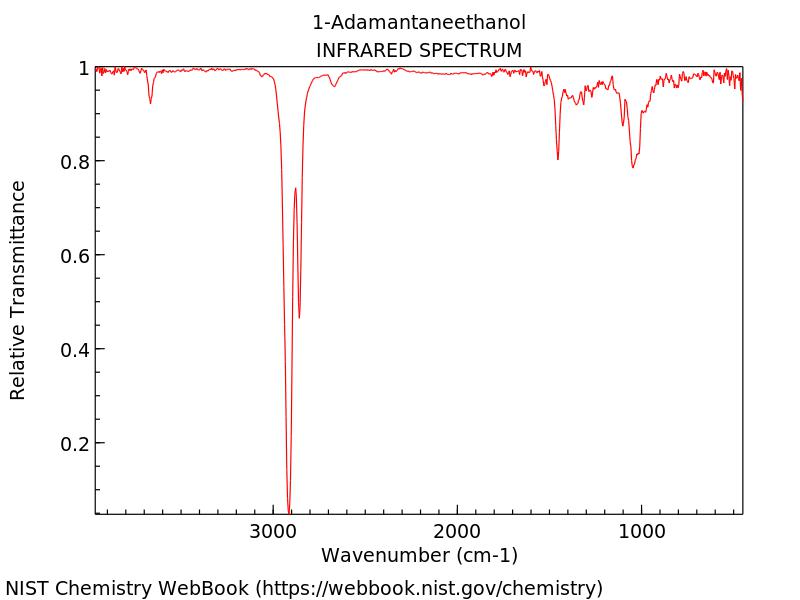 1-Adamantaneethanol
INFRARED SPECTRUM
1
0.8
0.6
0.4
0.2
Relative Transmittance
3000 2000 1000
Wavenumber (cm-1)
NIST Chemistry WebBook (https://webbook.nist.gov/chemistry)